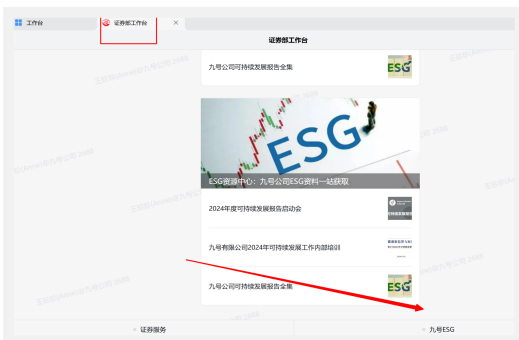 工作台
证券部工作台
×
证券部工作台
九号公司可持续发展报告全集
ESG
ESG
ESG资源中心：九号公司ESG资料一站获取
2024年度可持续发展报告启动会
九号有限公司2024年可持续发展工作内部培训
九号公司可持续发展报告全集
ESG
证券服务
九号ESG